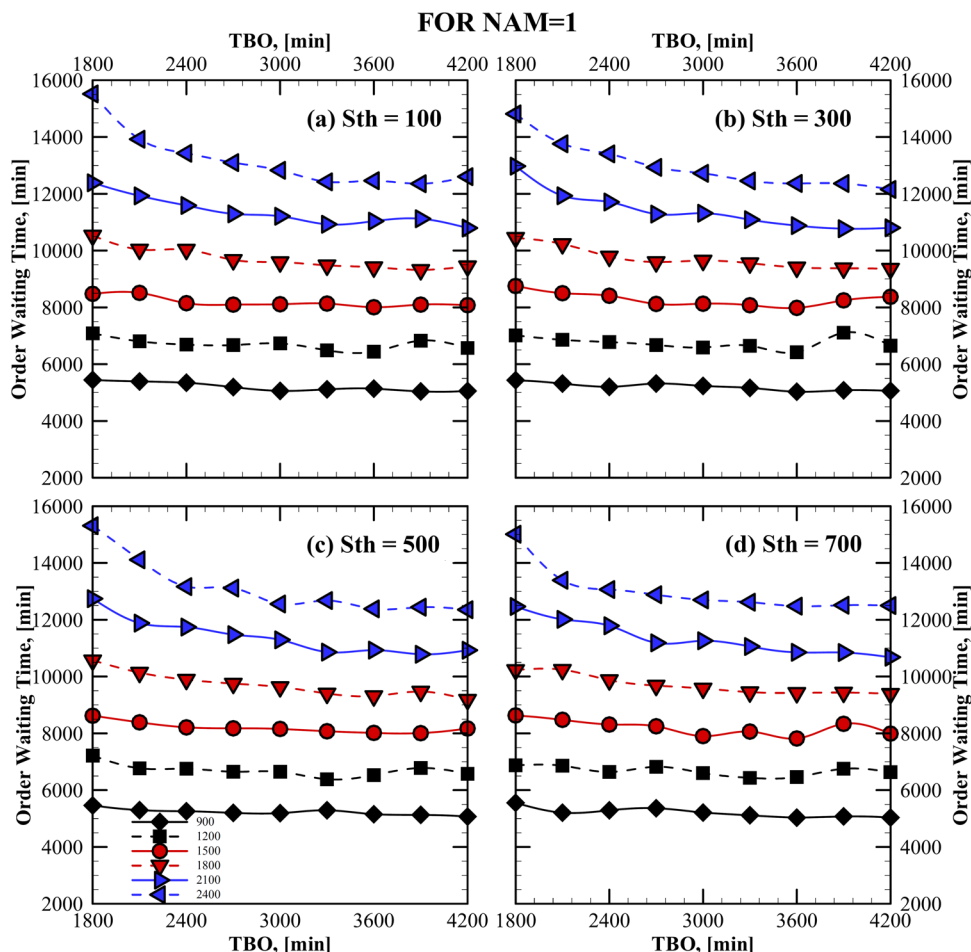 FOR NAM=1
TBO, [min]
TBO, [min]
1800 2400 3000 3600 4200
1800 2400 3000 3600 4200
16000
14000
12000
10000
8000
6000
4000
2000
Order Waiting Time, [min]
(a) Sth = 100
(b) Sth = 300
16000
14000
12000
10000
8000
6000
4000
2000
Order Waiting Time, [min]
16000
14000
12000
10000
8000
6000
4000
2000
Order Waiting Time, [min]
(c) Sth = 500
900
1200
1500
1800
2100
2400
(d) Sth = 700
16000
14000
12000
10000
8000
6000
4000
2000
Order Waiting Time, [min]
1800 2400 3000 3600 4200
1800 2400 3000 3600 4200
TBO, [min]
TBO, [min]